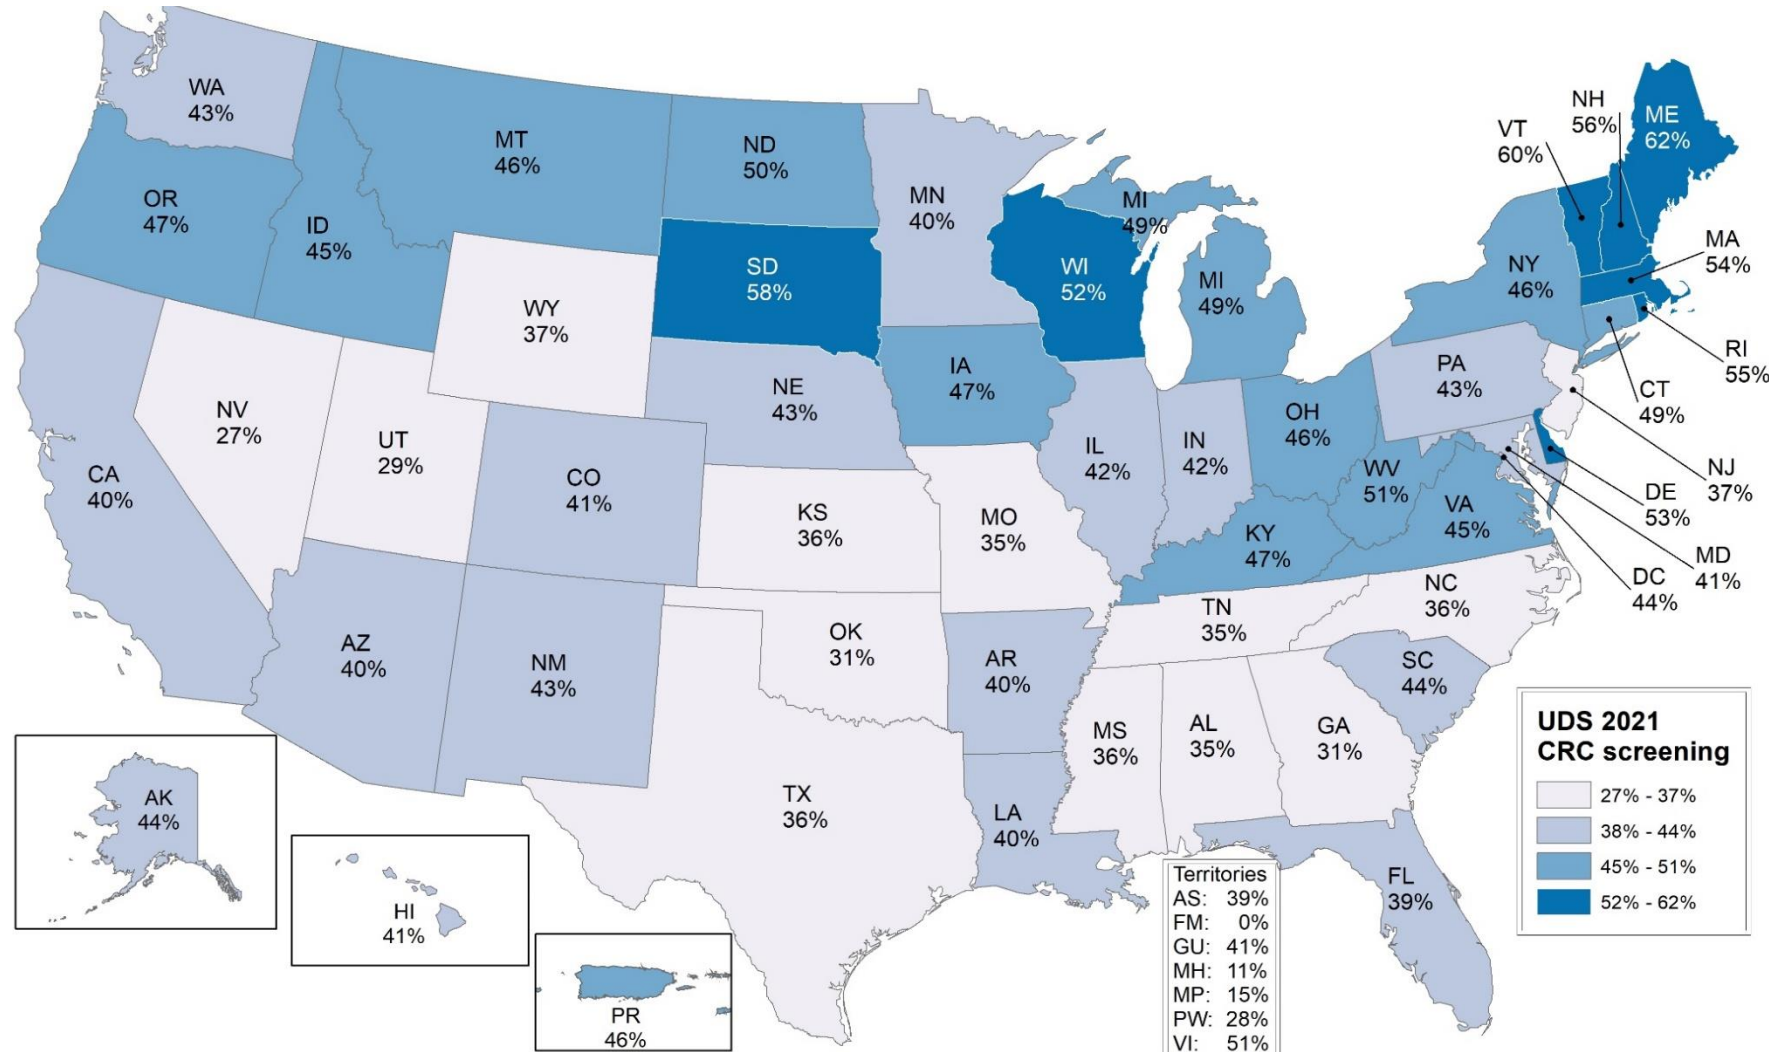 WA
43%
OR
47%
ID
45%
MT
46%
ND
50%
MN
40%
SD
58%
WI
52%
MI
49%
MI
49%
WY
37%
NV
27%
UT
29%
CA
40%
CO
41%
NE
43%
IA
47%
IL
42%
IN
42%
OH
46%
PA
43%
NY
46%
VT
60%
NH
56%
ME
62%
MA
54%
RI
55%
CT
49%
NJ
37%
DE
53%
MD
41%
DC
44%
WV
51%
VA
45%
KY
47%
KS
36%
MO
35%
TN
35%
NC
36%
SC
44%
AZ
40%
NM
43%
OK
31%
AR
40%
TX
36%
LA
40%
MS
36%
AL
35%
GA
31%
FL
39%
AK
44%
HI
41%
PR
46%
Territories
AS: 39%
FM: 0%
GU: 41%
MH: 11%
MP: 15%
PW: 28%
VI: 51%
UDS 2021
CRC screening
27% - 37%
38% - 44%
45% - 51%
52% - 62%